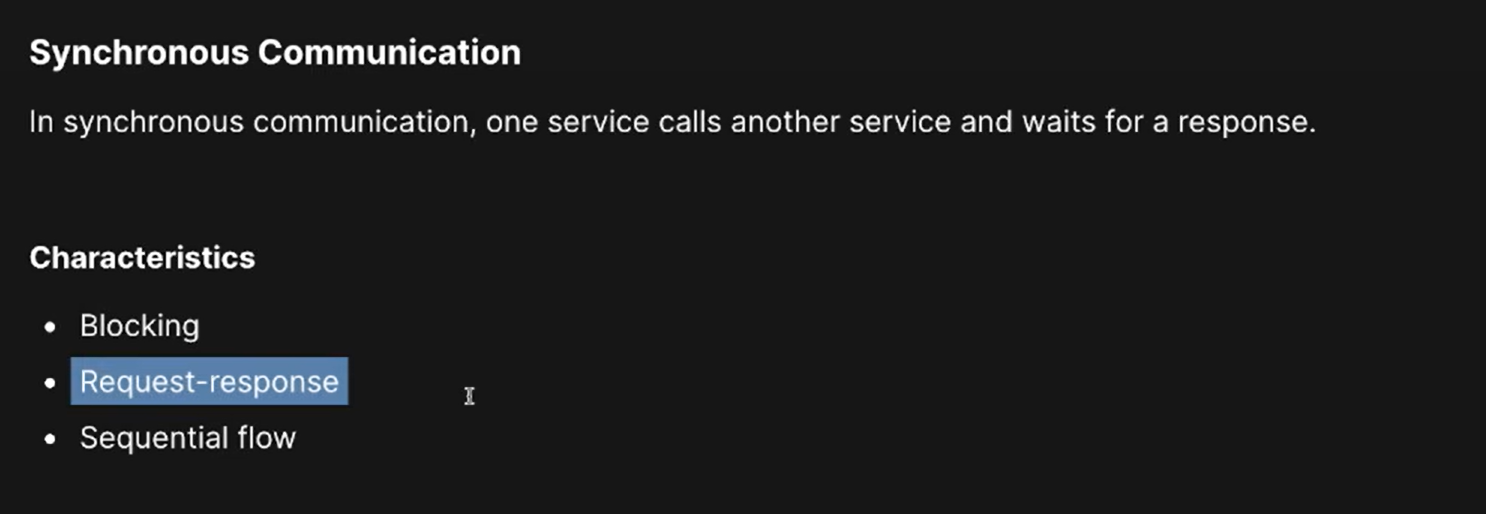 Synchronous Communication
In synchronous communication, one service calls another service and waits for a response.
Characteristics
• Blocking
• Request-response
• Sequential flow